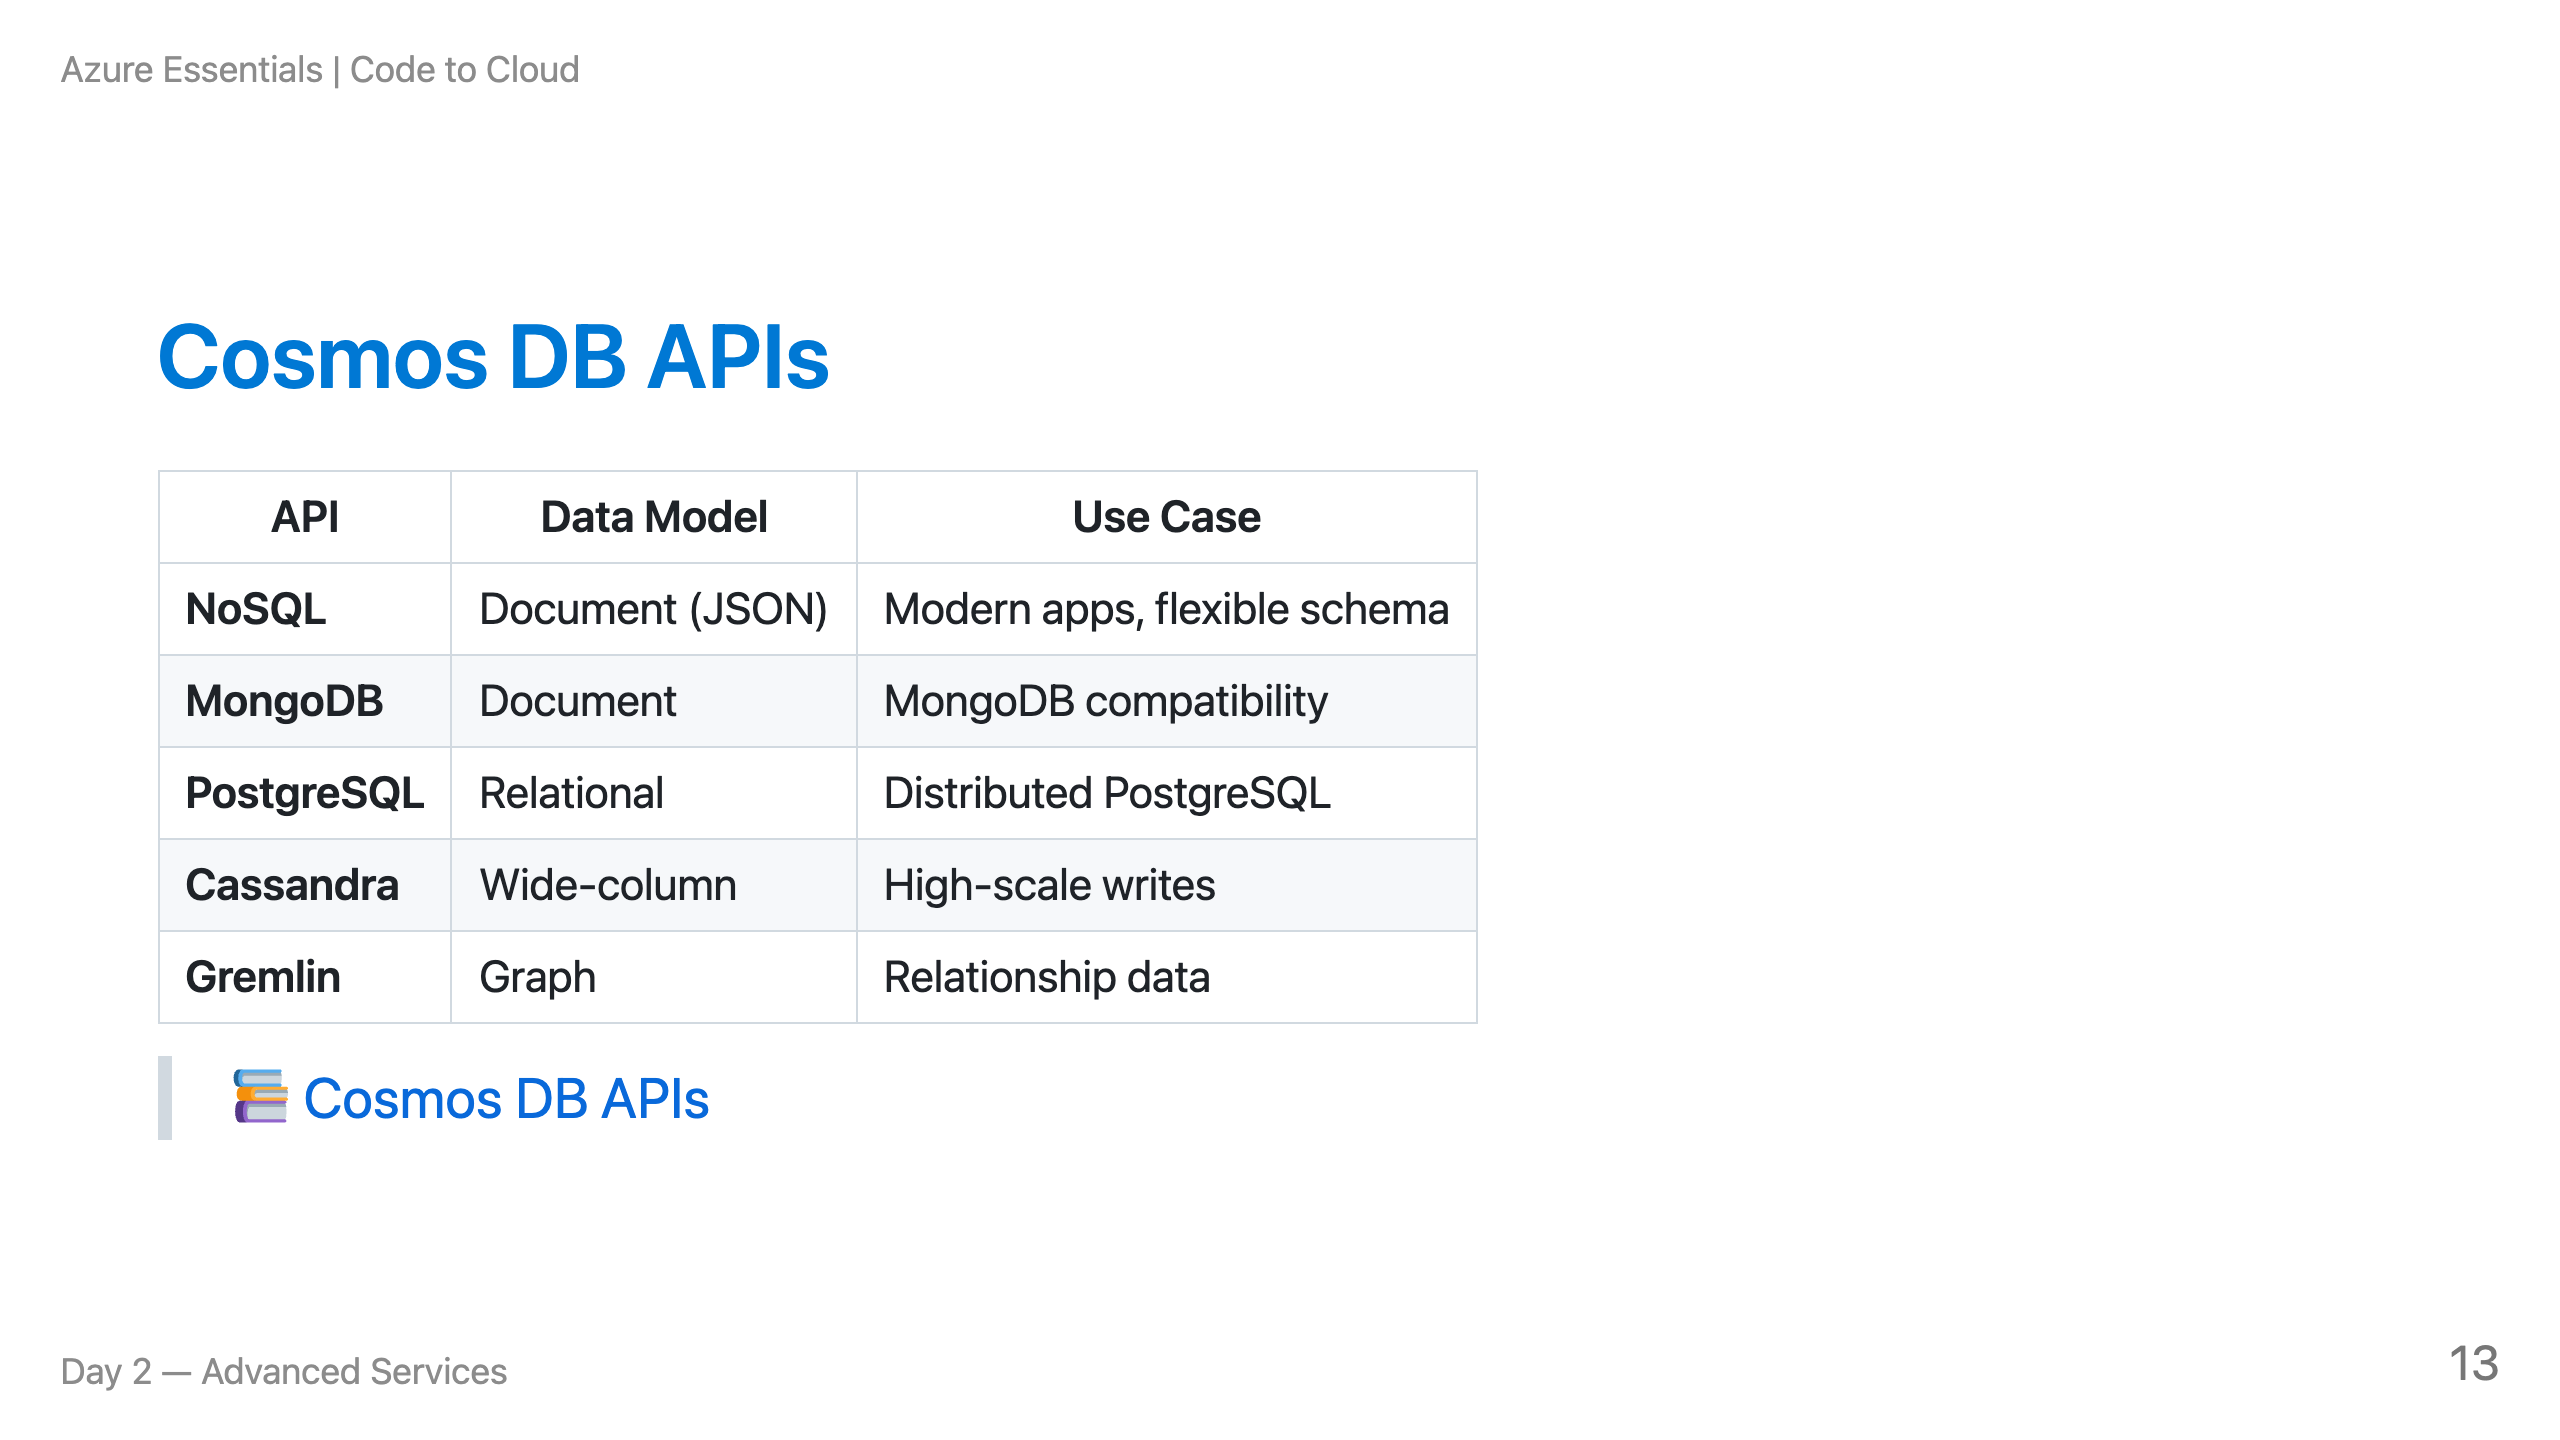 Azure Essentials | Code to Cloud
Cosmos DB APIs
API Data Model Use Case
NoSQL Document (JSON) Modern apps, flexible schema
MongoDB Document MongoDB compatibility
PostgreSQL Relational Distributed PostgreSQL
Cassandra Wide-column High-scale writes
Gremlin Graph Relationship data
Cosmos DB APIs
Day 2 — Advanced Services
13